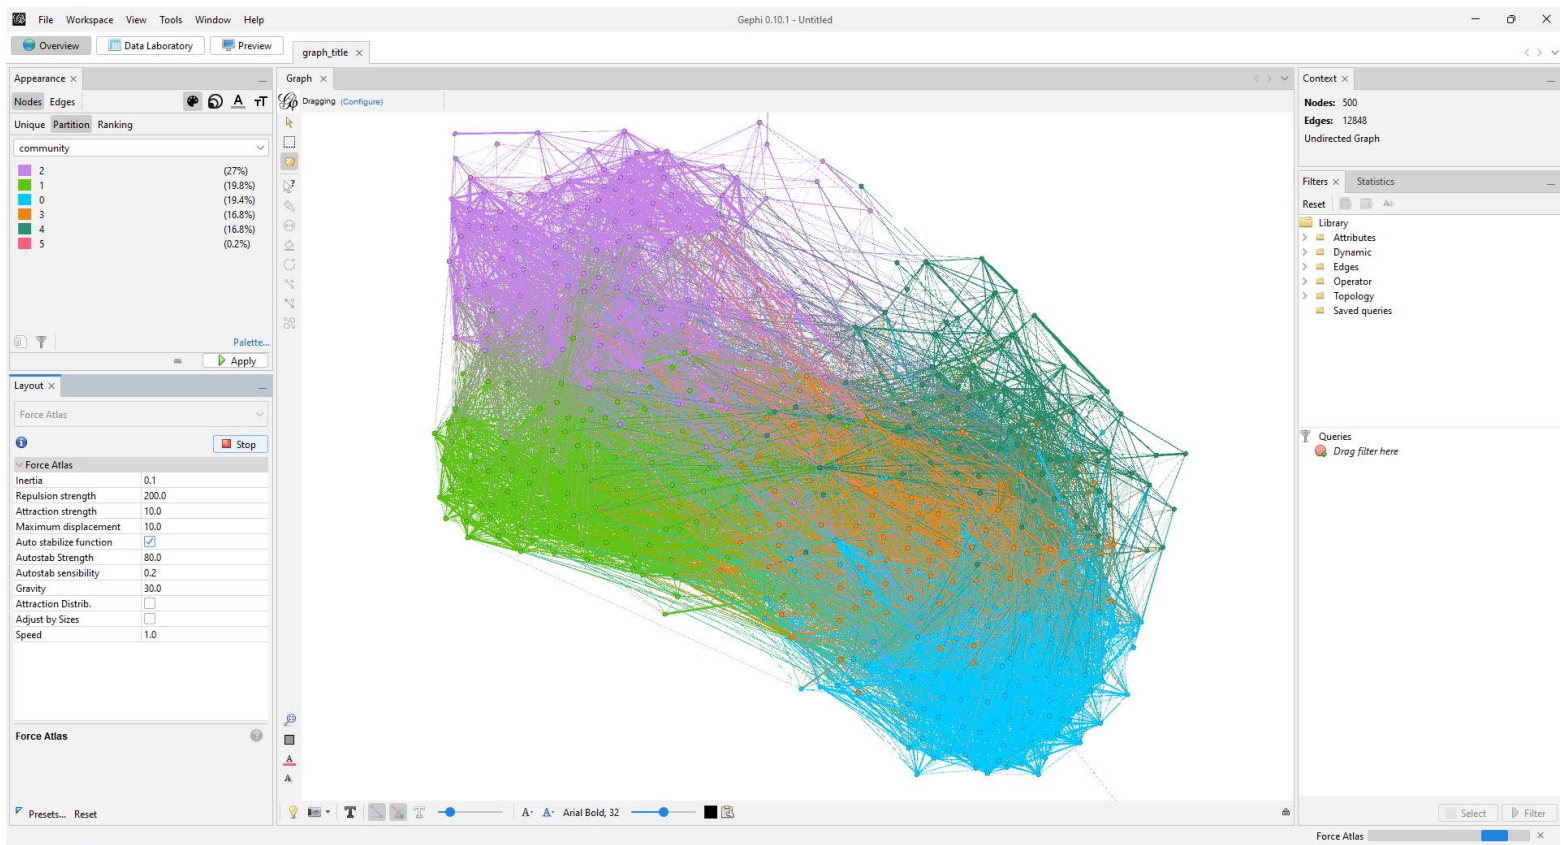 File Workspace View Tools Window Help
Gephi 0.10.1 - Untitled
Overview
Data Laboratory
Preview
graph_title
Appearance
Nodes Edges
Unique Partition Ranking
community
2 (27%)
1 (19.8%)
0 (19.4%)
3 (16.8%)
4 (16.8%)
5 (0.2%)
Palette...
Apply
Layout
Force Atlas
Stop
Force Atlas
Inertia 0.1
Repulsion strength 200.0
Attraction strength 10.0
Maximum displacement 10.0
Auto stabilize function
Autostab Strength 80.0
Autostab sensibility 0.2
Gravity 30.0
Attraction Distrib.
Adjust by Sizes
Speed 1.0
Force Atlas
Presets... Reset
Graph
Dragging (Configure)
Arial Bold, 32
Context
Nodes: 500
Edges: 12848
Undirected Graph
Filters Statistics
Reset
Library
Attributes
Dynamic
Edges
Operator
Topology
Saved queries
Queries
Drag filter here
Select Filter
Force Atlas